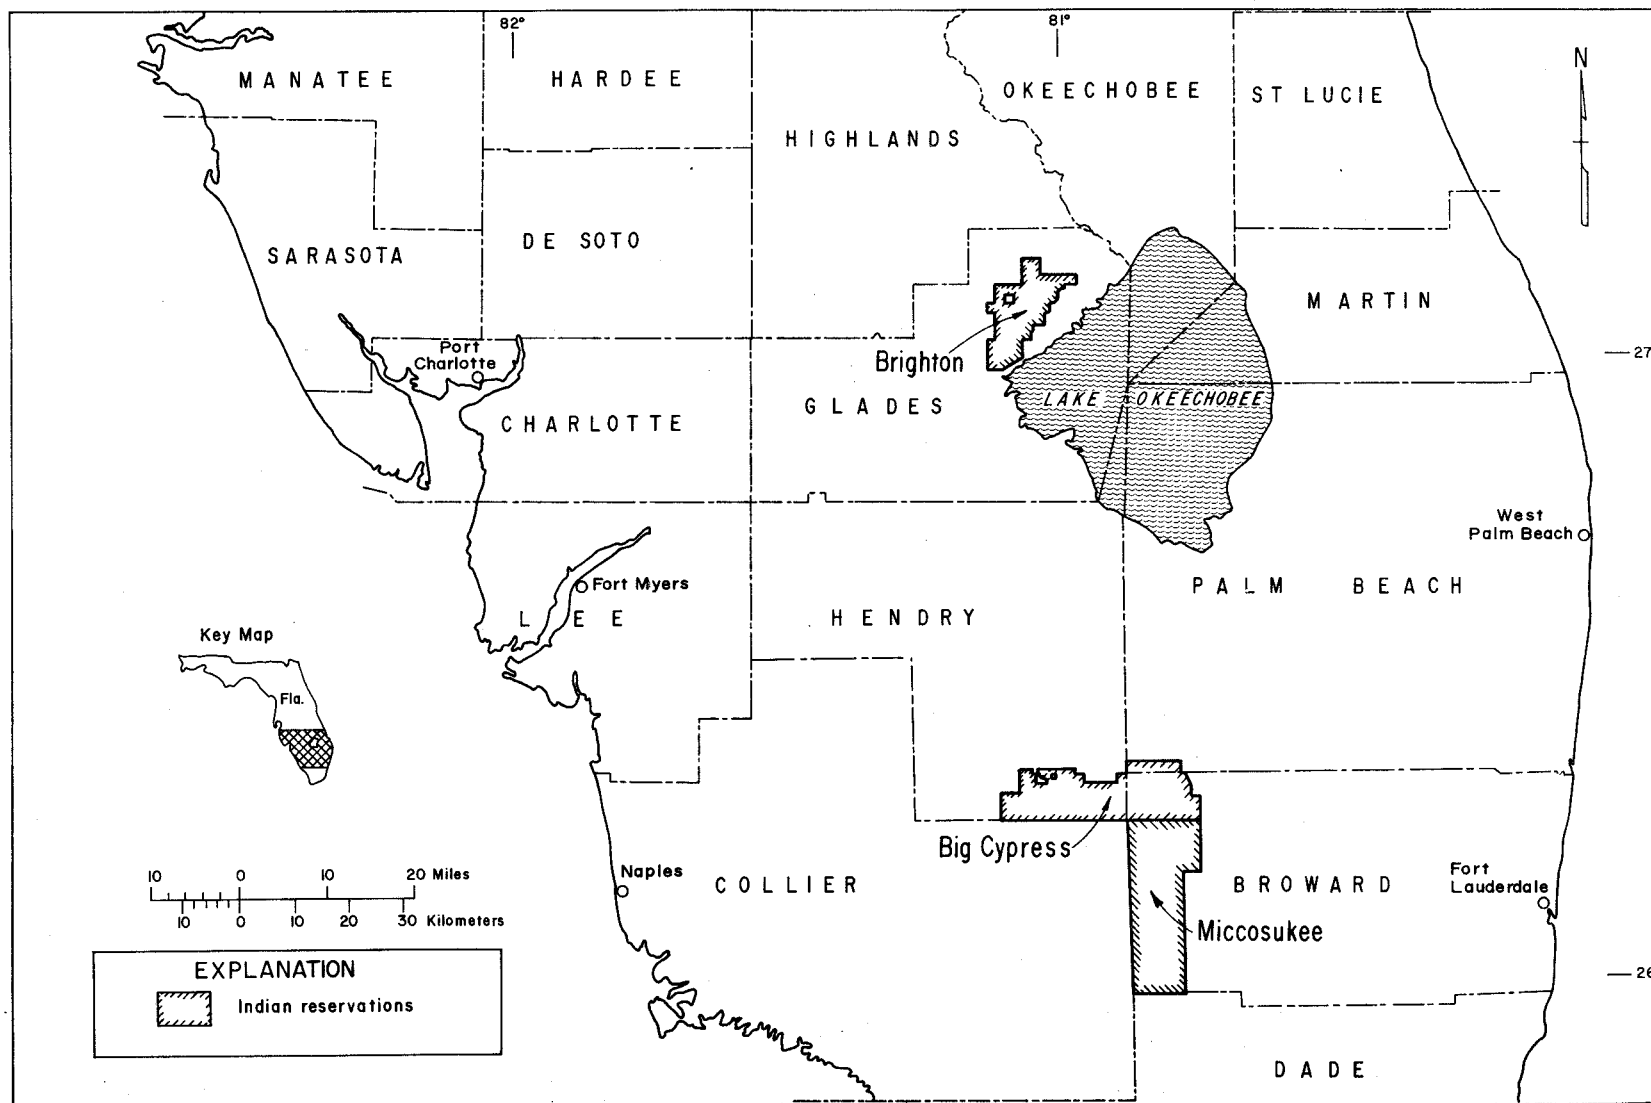 82°
81°
MANATEE
HARDEE
OKEECHOBEE
ST LUCIE
N
HIGHLANDS
SARASOTA
DE SOTO
MARTIN
Port
Charlotte
Brighton
27
LAKE OKEECHOBEE
GLADES
CHARLOTTE
West
Palm Beach
Fort Myers
LEE
HENDRY
PALM BEACH
Key Map
Fla.
Big Cypress
Naples
COLLIER
BROWARD
Fort
Lauderdale
Miccosukee
10 0 10 20 Miles
10 0 10 20 30 Kilometers
EXPLANATION
Indian reservations
26
DADE